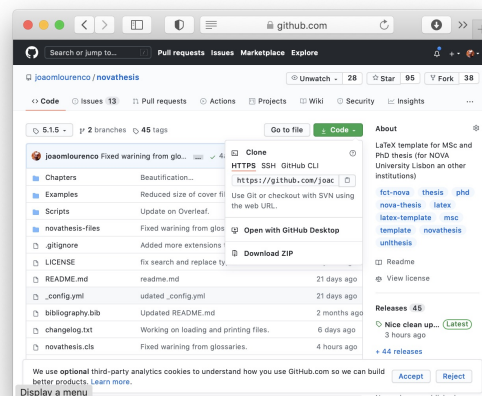 github.com
Search or jump to... /
Pull requests Issues Marketplace Explore
joaomlourenco / novathesis
Unwatch 28
Star 95
Fork 38
Code
Issues 13
Pull requests
Actions
Projects
Wiki
Security
Insights
...
5.1.5
2 branches
45 tags
Go to file
Code
joaomlourenco Fixed warining from glo...
Chapters Beautification...
Examples Reduced size of cover fil
Scripts Update on Overleaf.
novathesis-files Fixed warining from glos
.gitignore Added more extensions
LICENSE fix search and replace ty
README.md readme.md 21 days ago
_config.yml udated _config.yml 21 days ago
bibliography.bib Updated README.md 2 months ago
changelog.txt Working on loading and printing files. 6 days ago
novathesis.cls Fixed warining from glossaries. 4 hours ago
Clone
HTTPS SSH GitHub CLI
https://github.com/joac
Use Git or checkout with SVN using
the web URL.
Open with GitHub Desktop
Download ZIP
About
LaTeX template for MSc and
PhD thesis (for NOVA
University Lisbon an other
institutions)
fct-nova thesis phd
nova-thesis latex
latex-template msc
template novathesis
unlthesis
Readme
View license
Releases 45
Nice clean up... Latest
3 hours ago
+ 44 releases
We use optional third-party analytics cookies to understand how you use GitHub.com so we can build
better products. Learn more.
Accept
Reject
Display a menu